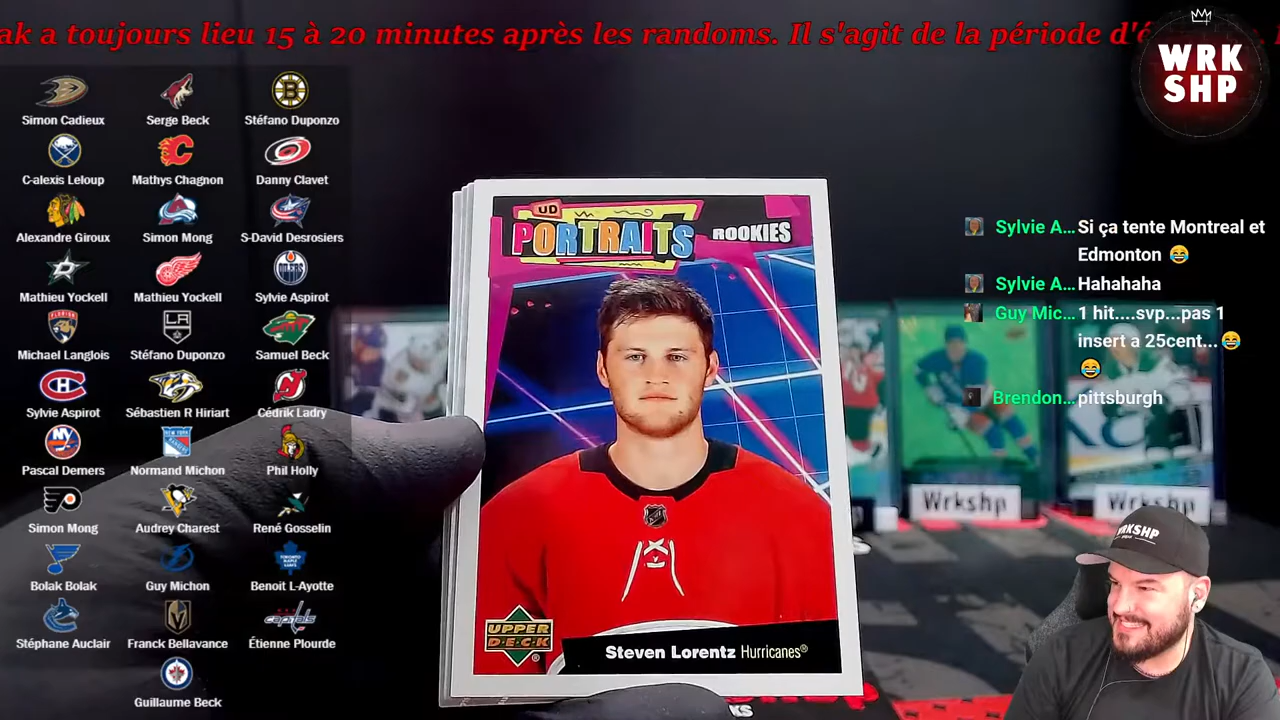 ak a toujours lieu 15 à 20 minutes après les randoms. Il s'agit de la période d'é
WRK
SHP
Simon Cadieux
Serge Beck
Stéfano Duponzo
C-alexis Leloup
Mathys Chagnon
Danny Clavet
Alexandre Giroux
Simon Mong
S-David Desrosiers
Mathieu Yockell
Mathieu Yockell
Sylvie Aspirot
Michael Langlois
Stéfano Duponzo
Samuel Beck
Sylvie Aspirot
Sébastien R Hiriart
Cédrik Ladry
Pascal Demers
Normand Michon
Phil Holly
Simon Mong
Audrey Charest
René Gosselin
Bolak Bolak
Guy Michon
Benoit L-Ayotte
Stéphane Auclair
Franck Bellavance
Étienne Plourde
Guillaume Beck
UD
PORTRAITS ROOKIES
UPPER
DECK
Steven Lorentz Hurricanes®
Sylvie A... Si ça tente Montreal et
Edmonton 😂
Sylvie A... Hahahaha
Guy Mic... 1 hit....svp...pas 1
insert a 25cent...😂
😂
Brendon... pittsburgh
Wrkshp
Wrkshp
WRKSHP